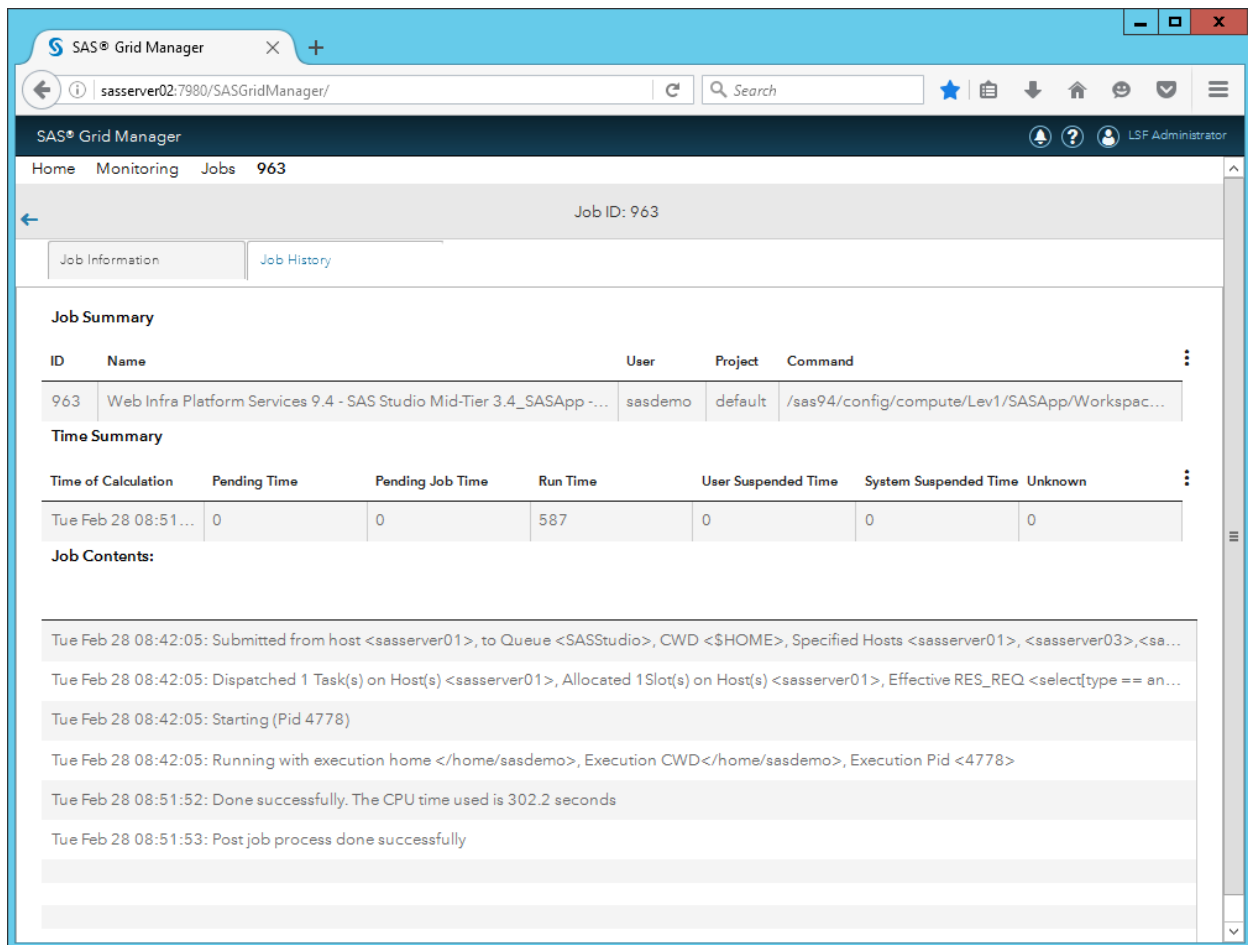 SAS® Grid Manager
sasserver02:7980/SASGridManager/ Search
SAS® Grid Manager LSF Administrator
Home Monitoring Jobs 963
Job ID: 963
Job Information Job History
Job Summary
ID Name User Project Command
963 Web Infra Platform Services 9.4 - SAS Studio Mid-Tier 3.4_SASApp -... sasdemo default /sas94/config/compute/Lev1/SASApp/Workspac...
Time Summary
Time of Calculation Pending Time Pending Job Time Run Time User Suspended Time System Suspended Time Unknown
Tue Feb 28 08:51... 0 0 587 0 0 0
Job Contents:
Tue Feb 28 08:42:05: Submitted from host <sasserver01>, to Queue <SASStudio>, CWD <$HOME>, Specified Hosts <sasserver01>, <sasserver03>,<sa...
Tue Feb 28 08:42:05: Dispatched 1 Task(s) on Host(s) <sasserver01>, Allocated 1Slot(s) on Host(s) <sasserver01>, Effective RES_REQ <select[type == an...
Tue Feb 28 08:42:05: Starting (Pid 4778)
Tue Feb 28 08:42:05: Running with execution home </home/sasdemo>, Execution CWD</home/sasdemo>, Execution Pid <4778>
Tue Feb 28 08:51:52: Done successfully. The CPU time used is 302.2 seconds
Tue Feb 28 08:51:53: Post job process done successfully